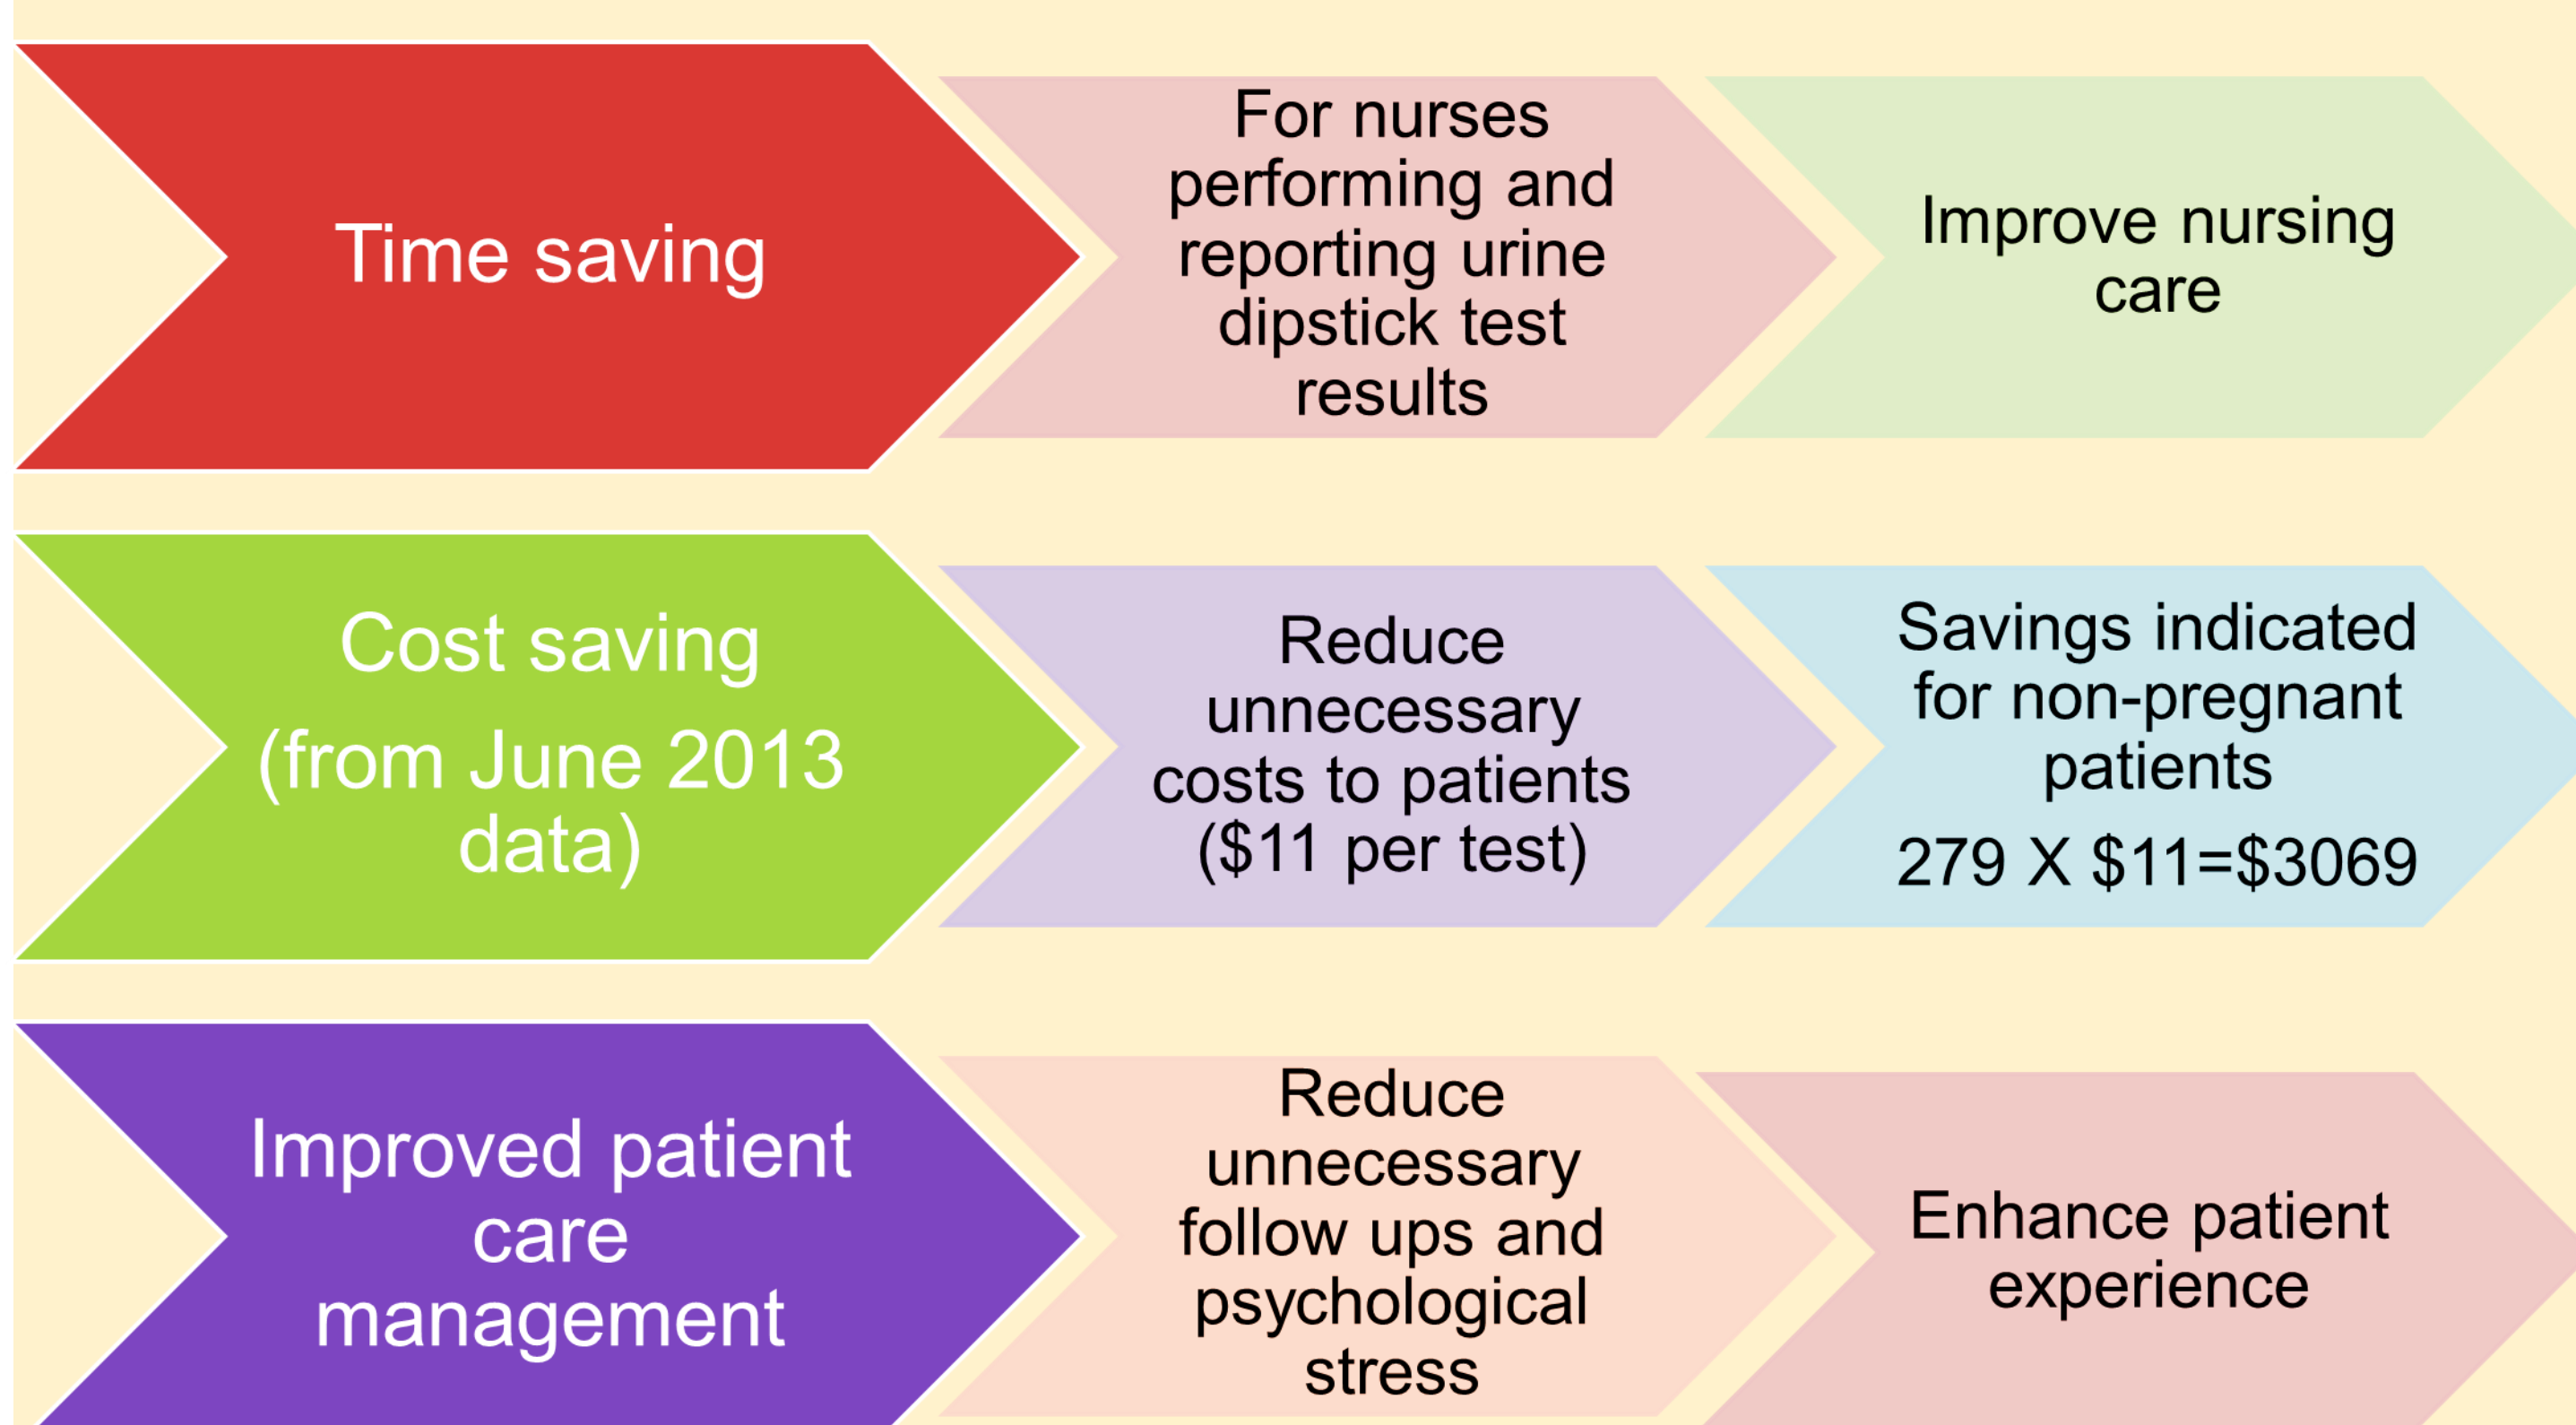 Time saving
For nurses
performing and
reporting urine
dipstick test
results
Improve nursing
care
Cost saving
(from June 2013
data)
Reduce
unnecessary
costs to patients
($11 per test)
Savings indicated
for non-pregnant
patients
279 X $11=$3069
Improved patient
care
management
Reduce
unnecessary
follow ups and
psychological
stress
Enhance patient
experience